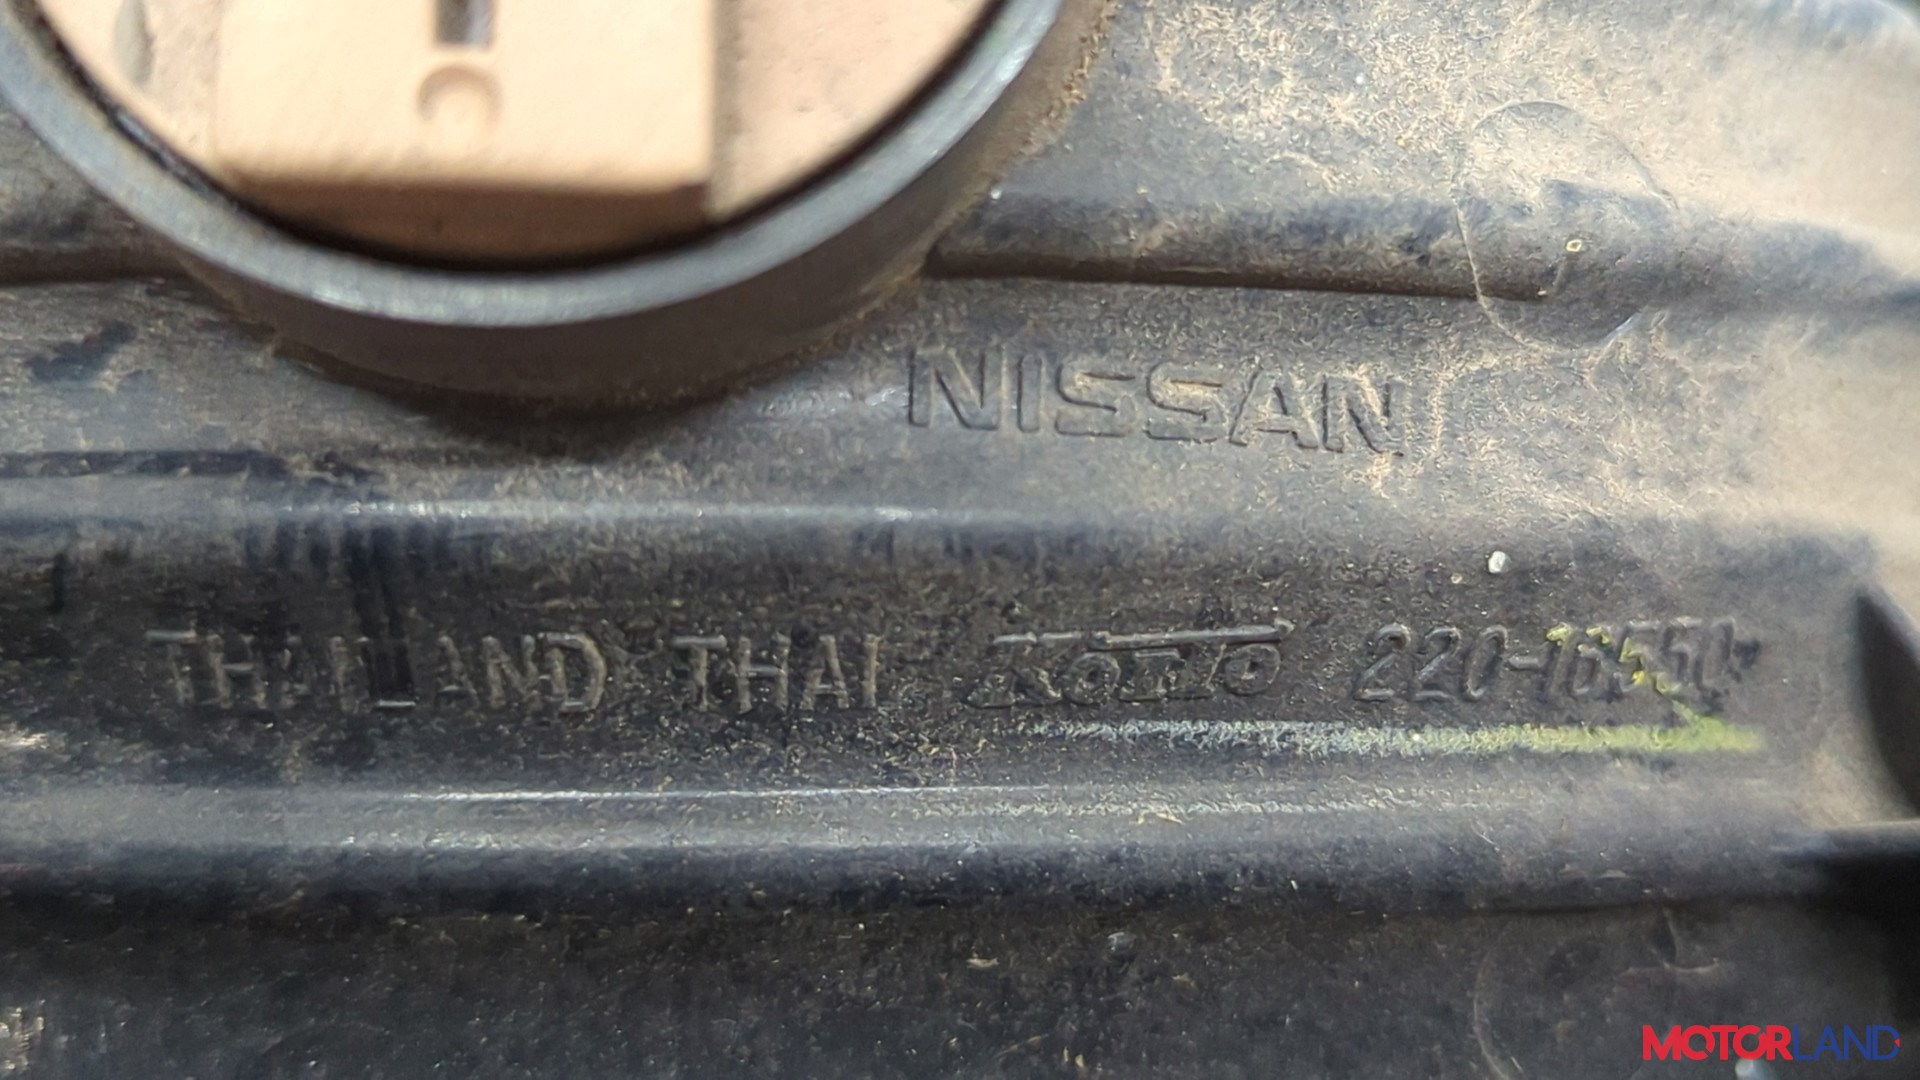 NISSAN
THAILAND THAI KOITO 220-16550
MOTORLAND